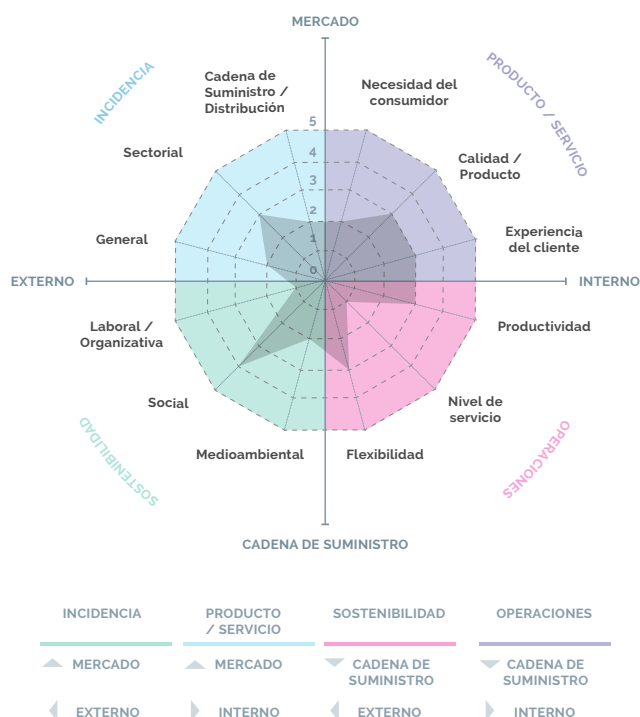 MERCADO
INCIDENCIA
PRODUCTO / SERVICIO
Cadena de
Suministro /
Distribución
Necesidad del
consumidor
5
Sectorial
4
Calidad /
Producto
3
2
General
1
Experiencia
del cliente
0
EXTERNO
INTERNO
Laboral /
Organizativa
Productividad
Social
Nivel de
servicio
SOSTENIBILIDAD
OPERACIONES
Medioambiental
Flexibilidad
CADENA DE SUMINISTRO
INCIDENCIA
PRODUCTO
/ SERVICIO
SOSTENIBILIDAD
OPERACIONES
MERCADO
MERCADO
CADENA DE
SUMINISTRO
CADENA DE
SUMINISTRO
EXTERNO
INTERNO
EXTERNO
INTERNO